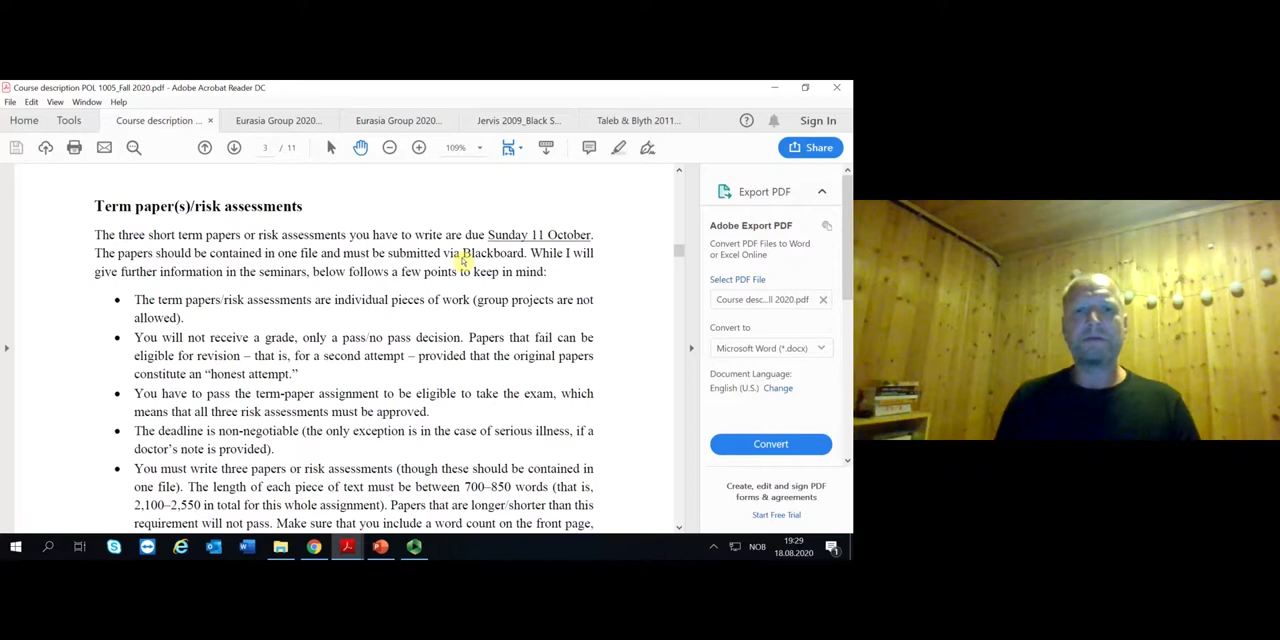 Course description POL 1005_Fall 2020.pdf - Adobe Acrobat Reader DC
File Edit View Window Help
Home Tools Course description ... × Eurasia Group 2020... Eurasia Group 2020... Jervis 2009_Black S... Taleb & Blyth 2011... Sign In
3 / 11 109% Share
Term paper(s)/risk assessments
The three short term papers or risk assessments you have to write are due Sunday 11 October.
The papers should be contained in one file and must be submitted via Blackboard. While I will
give further information in the seminars, below follows a few points to keep in mind:
• The term papers/risk assessments are individual pieces of work (group projects are not
allowed).
• You will not receive a grade, only a pass/no pass decision. Papers that fail can be
eligible for revision – that is, for a second attempt – provided that the original papers
constitute an “honest attempt.”
• You have to pass the term-paper assignment to be eligible to take the exam, which
means that all three risk assessments must be approved.
• The deadline is non-negotiable (the only exception is in the case of serious illness, if a
doctor’s note is provided).
• You must write three papers or risk assessments (though these should be contained in
one file). The length of each piece of text must be between 700–850 words (that is,
2,100–2,550 in total for this whole assignment). Papers that are longer/shorter than this
requirement will not pass. Make sure that you include a word count on the front page,
Export PDF
Adobe Export PDF
Convert PDF Files to Word
or Excel Online
Select PDF File
Course desc...ll 2020.pdf ×
Convert to
Microsoft Word (*.docx)
Document Language:
English (U.S.) Change
Convert
Create, edit and sign PDF
forms & agreements
Start Free Trial
NOB
19:29
18.08.2020